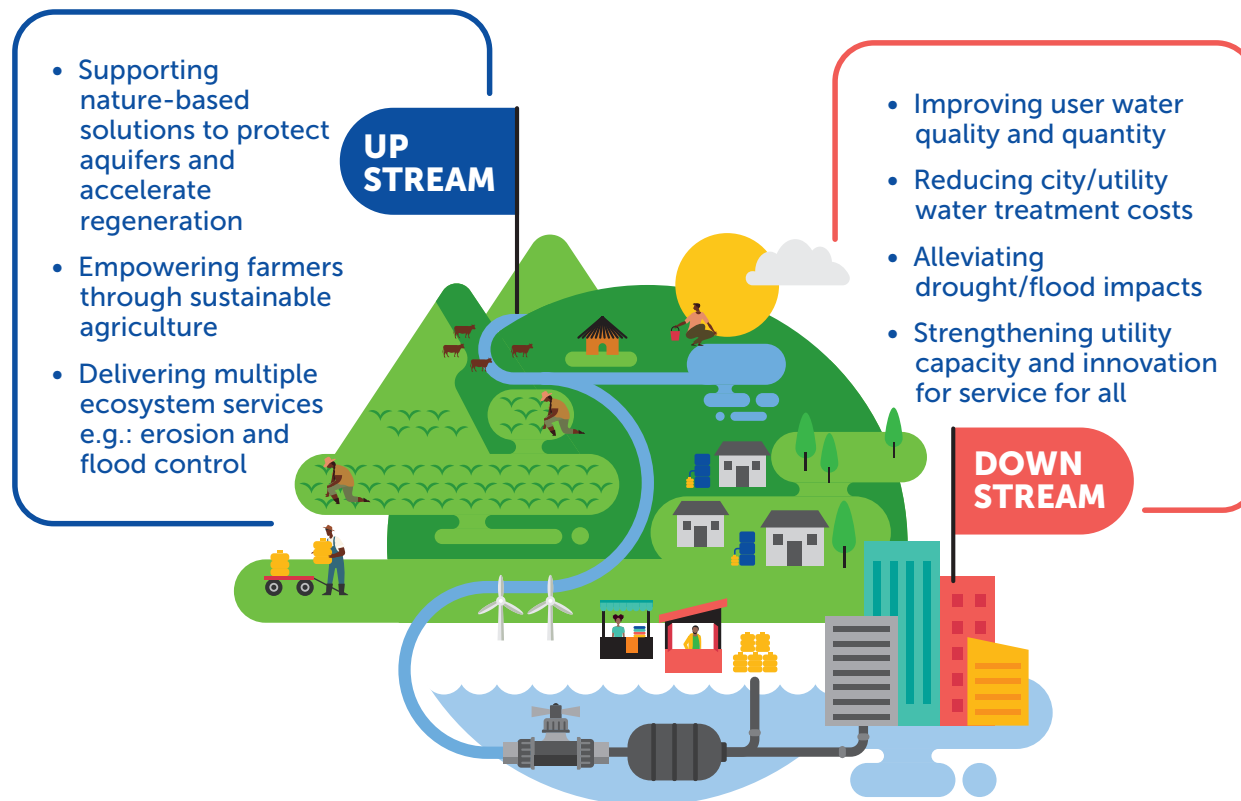 • Supporting
nature-based
solutions to protect
aquifers and
accelerate
regeneration
• Empowering farmers
through sustainable
agriculture
• Delivering multiple
ecosystem services
e.g.: erosion and
flood control
UP
STREAM
• Improving user water
quality and quantity
• Reducing city/utility
water treatment costs
• Alleviating
drought/flood impacts
• Strengthening utility
capacity and innovation
for service for all
DOWN
STREAM